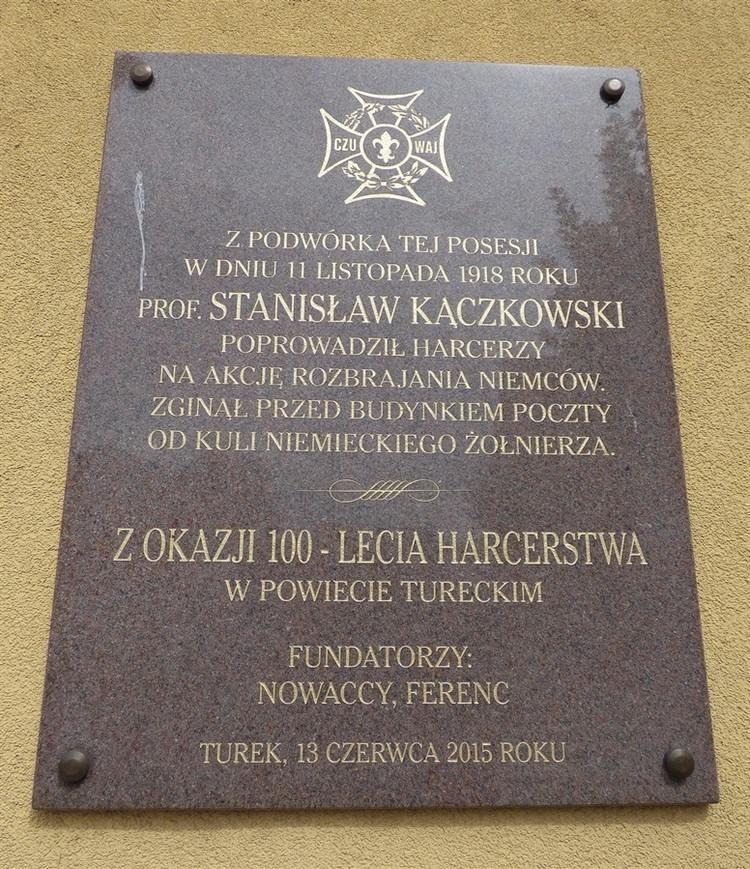 CZU WAJ
Z PODWÓRKA TEJ POSESJI
W DNIU 11 LISTOPADA 1918 ROKU
PROF. STANISŁAW KĄCZKOWSKI
POPROWADZIŁ HARCERZY
NA AKCJĘ ROZBRAJANIA NIEMCÓW.
ZGINĄŁ PRZED BUDYNKIEM POCZTY
OD KULI NIEMIECKIEGO ŻOŁNIERZA.
Z OKAZJI 100 - LECIA HARCERSTWA
W POWIECIE TURECKIM
FUNDATORZY:
NOWACCY, FERENC
TUREK, 13 CZERWCA 2015 ROKU